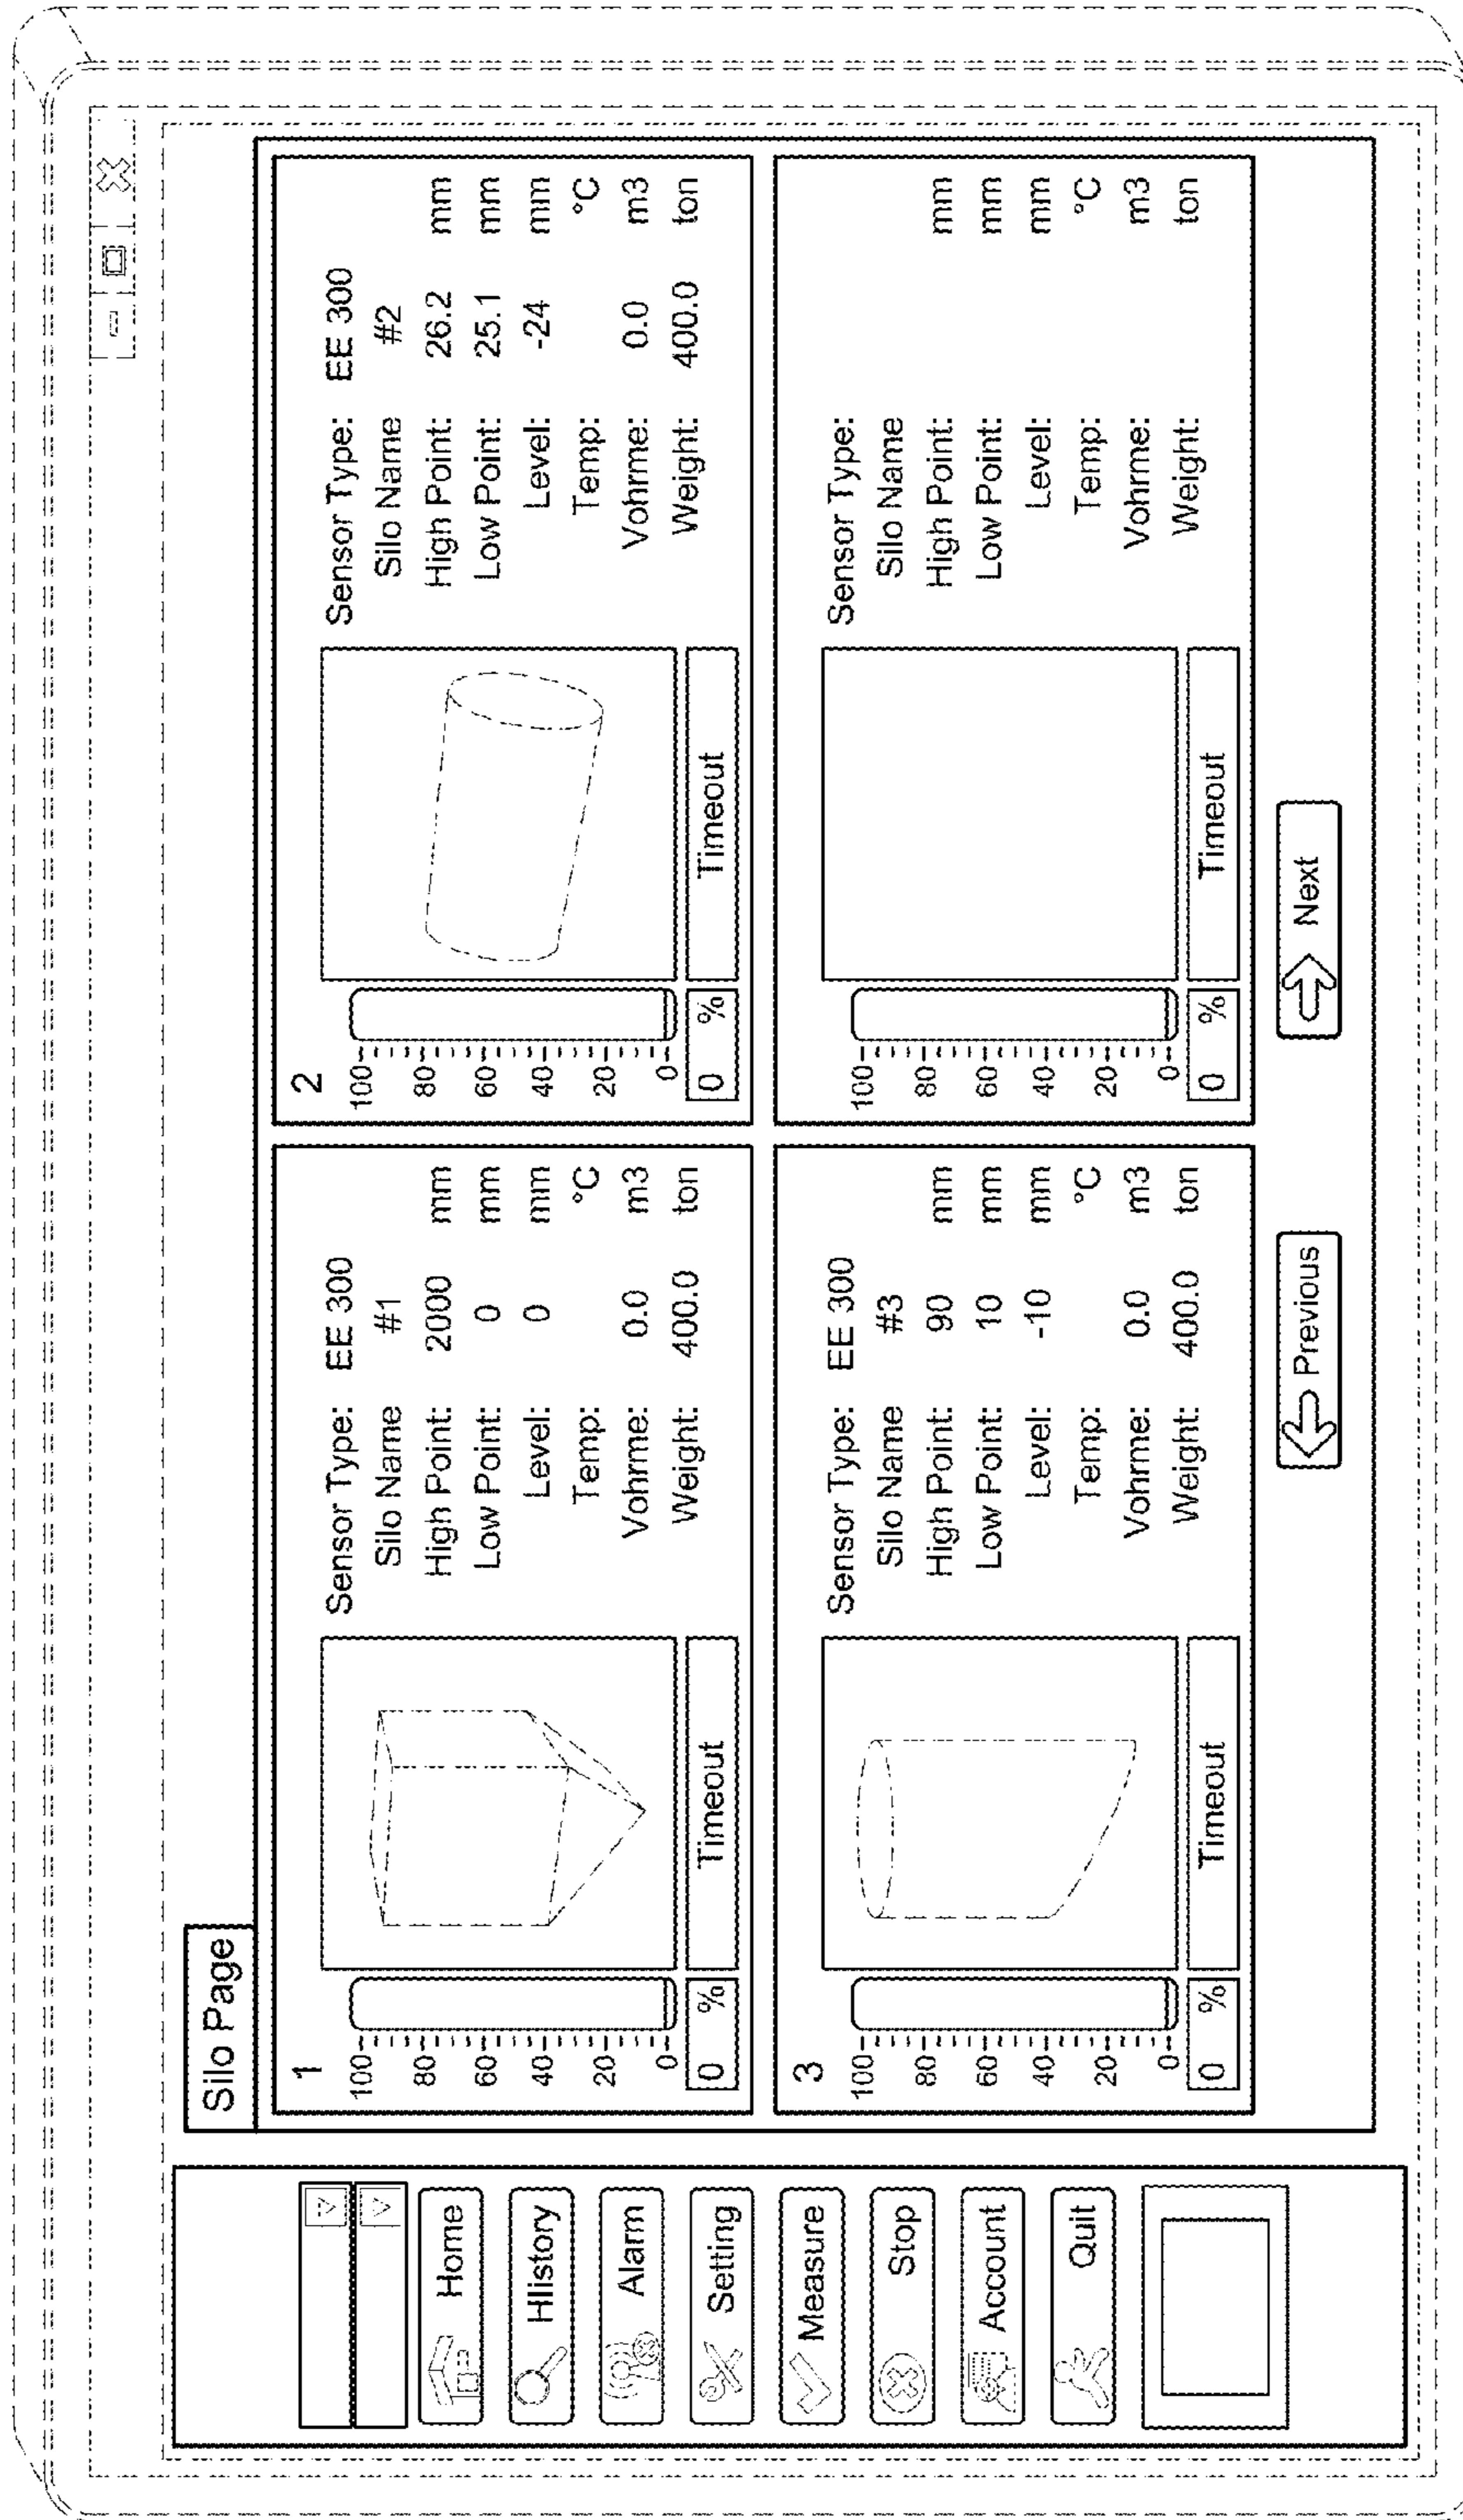 Silo Page
Home
HIistory
Alarm
Setting
Measure
Stop
Account
Quit
1
100
80
60
40
20
0
0 %
Timeout
Sensor Type: EE 300
Silo Name #1
High Point: 2000 mm
Low Point: 0 mm
Level: 0 mm
Temp: °C
Vohrme: 0.0 m3
Weight: 400.0 ton
2
100
80
60
40
20
0
0 %
Timeout
Sensor Type: EE 300
Silo Name #2
High Point: 26.2 mm
Low Point: 25.1 mm
Level: -24 mm
Temp: °C
Vohrme: 0.0 m3
Weight: 400.0 ton
3
100
80
60
40
20
0
0 %
Timeout
Sensor Type: EE 300
Silo Name #3
High Point: 90 mm
Low Point: 10 mm
Level: -10 mm
Temp: °C
Vohrme: 0.0 m3
Weight: 400.0 ton
100
80
60
40
20
0
0 %
Timeout
Sensor Type:
Silo Name
High Point: mm
Low Point: mm
Level: mm
Temp: °C
Vohrme: m3
Weight: ton
Previous
Next